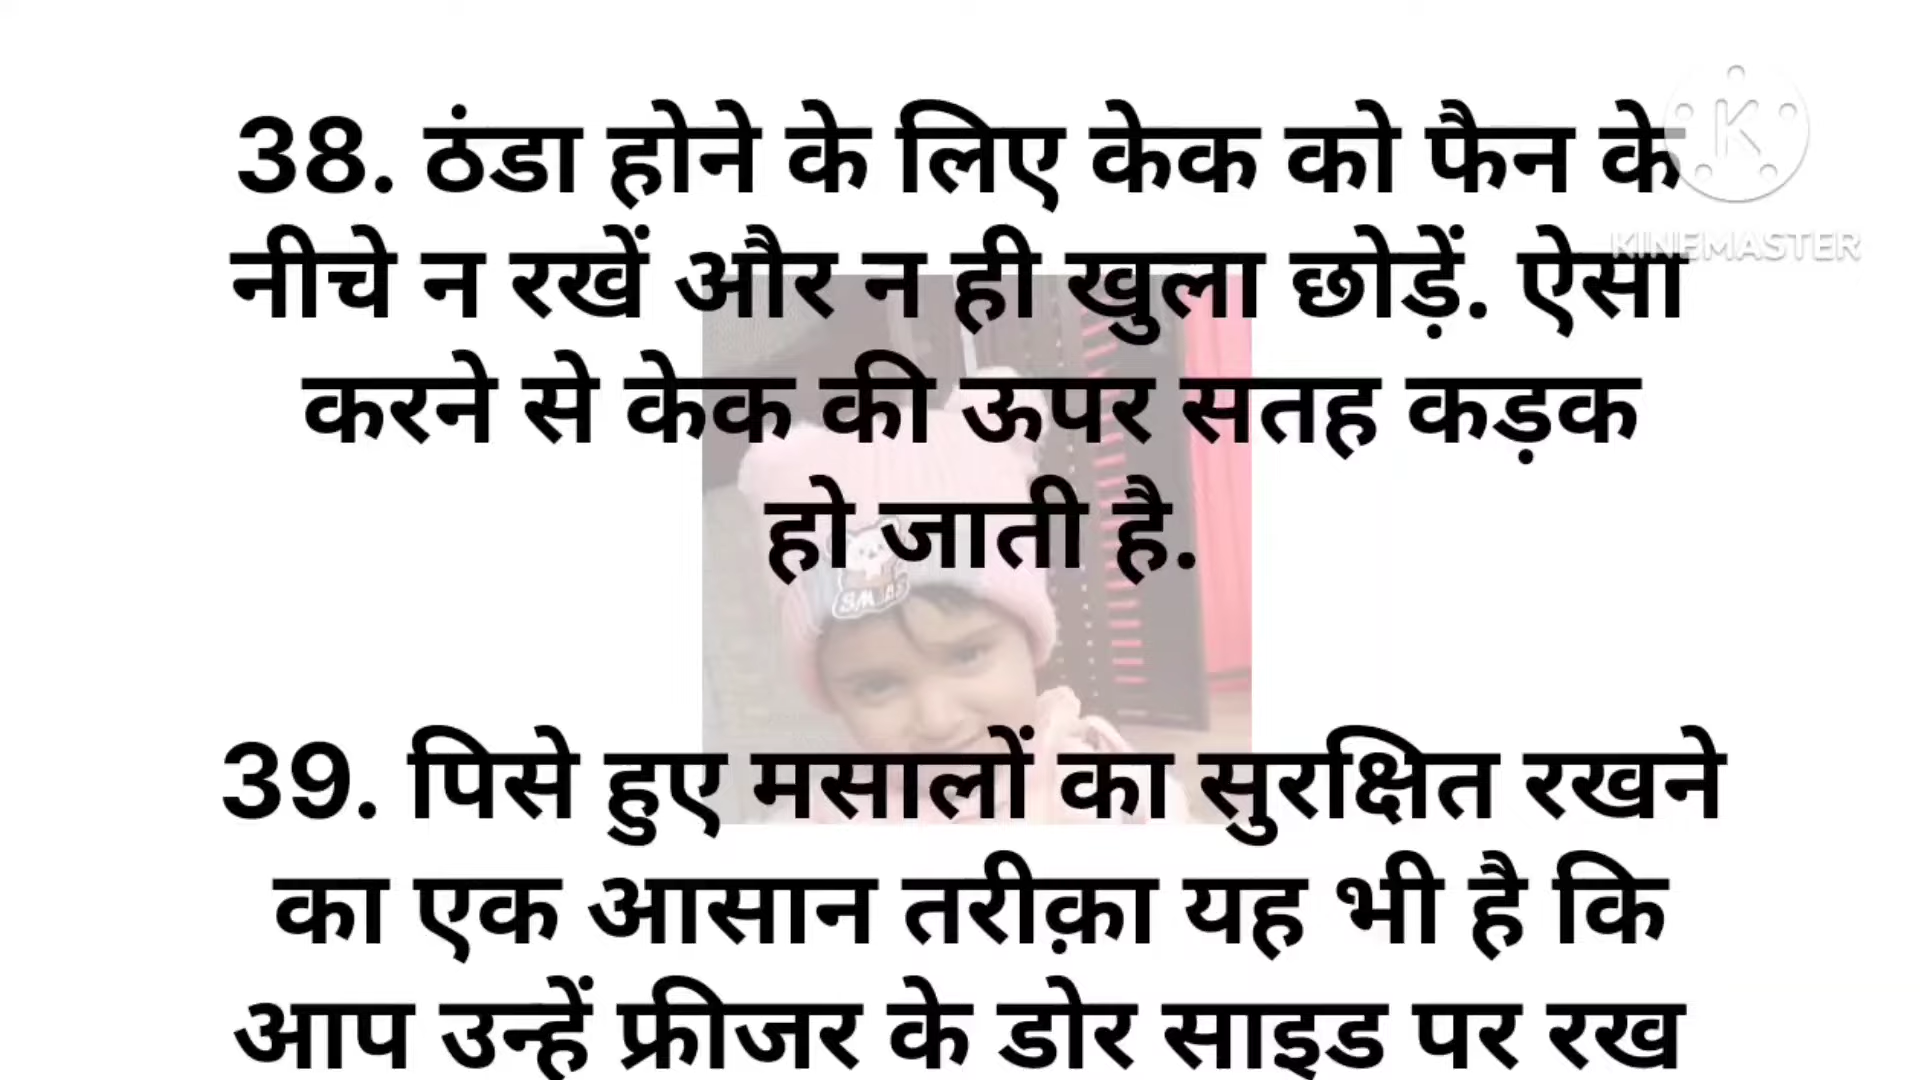 38. ठंडा होने के लिए केक को फैन के
नीचे न रखें और न ही खुला छोड़ें. ऐसा
करने से केक की ऊपर सतह कड़क
हो जाती है.
39. पिसे हुए मसालों का सुरक्षित रखने
का एक आसान तरीक़ा यह भी है कि
आप उन्हें फ्रीजर के डोर साइड पर रख
K
KINEMASTER